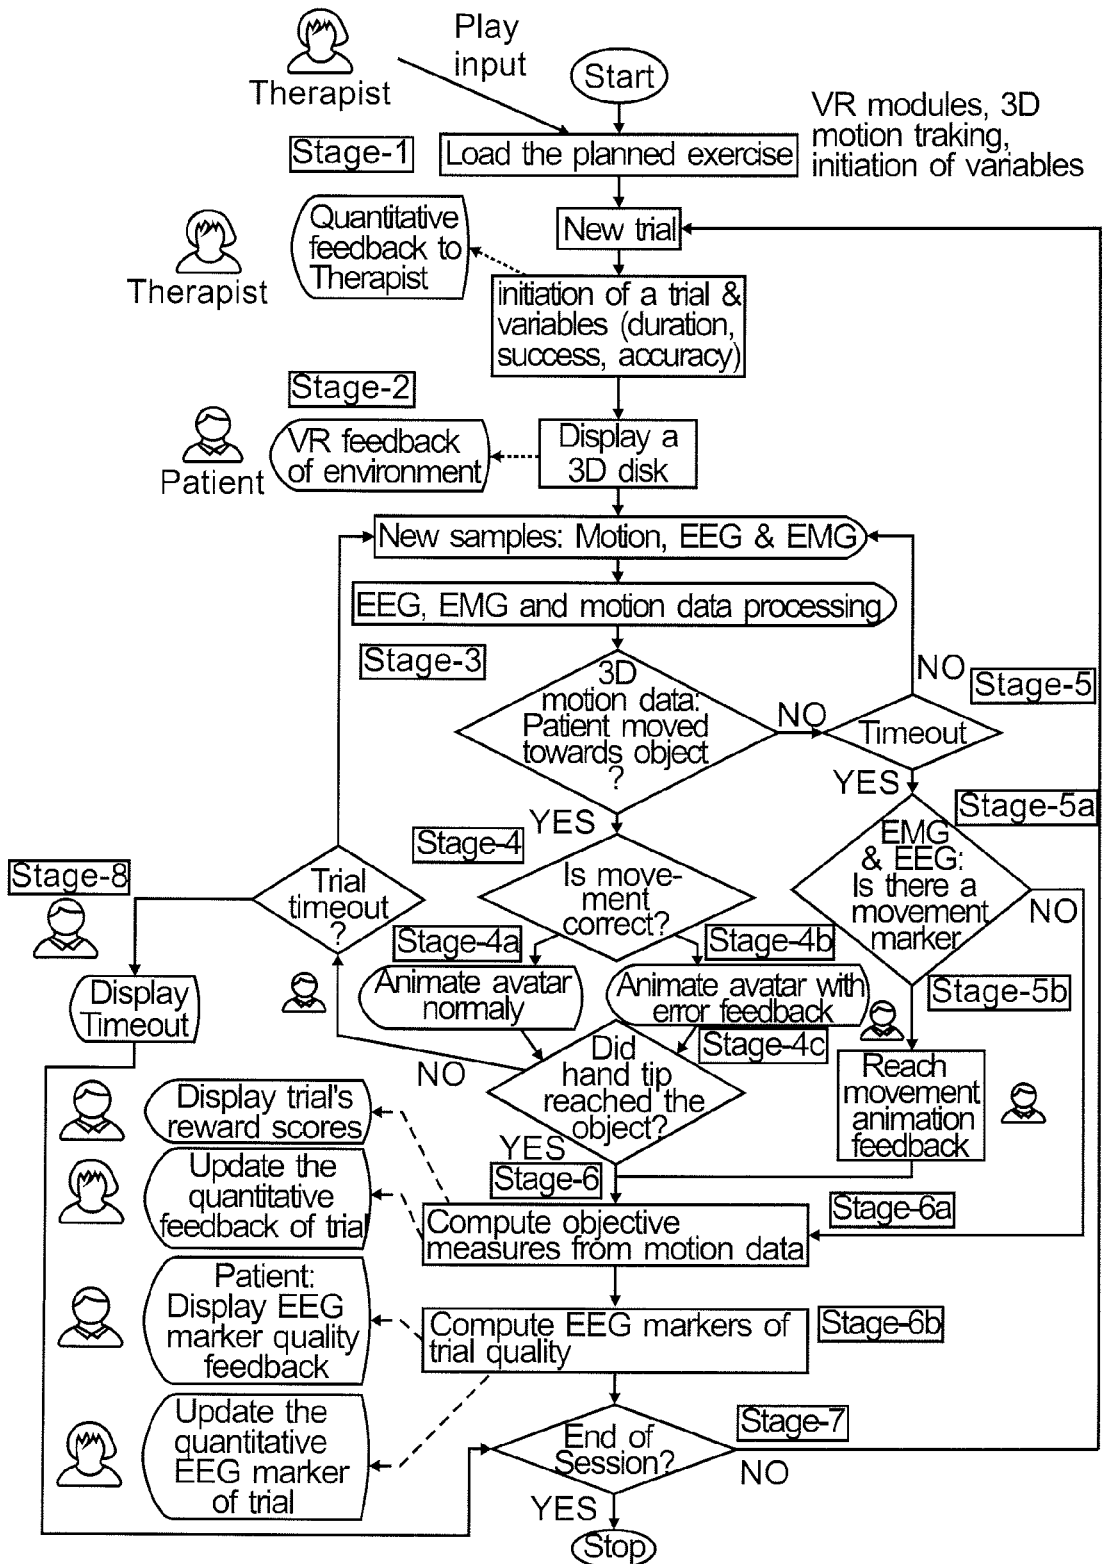 Play
input
Therapist
Start
VR modules, 3D
motion traking,
initiation of variables
Stage-1
Load the planned exercise
Quantitative
feedback to
Therapist
Therapist
New trial
initiation of a trial &
variables (duration,
success, accuracy)
Stage-2
Patient
VR feedback
of environment
Display a
3D disk
New samples: Motion, EEG & EMG
EEG, EMG and motion data processing
Stage-3
3D
motion data:
Patient moved
towards object
?
NO
NO
Stage-5
Timeout
YES
YES
Stage-5a
EMG
& EEG:
Is there a
movement
marker
NO
Stage-4
Is move-
ment
correct?
Stage-8
Trial
timeout
?
Stage-4a
Stage-4b
Animate avatar
normaly
Animate avatar with
error feedback
Stage-5b
Display
Timeout
Stage-4c
NO
Did
hand tip
reached the
object?
YES
Reach
movement
animation
feedback
Display trial's
reward scores
Stage-6
Update the
quantitative
feedback of trial
Stage-6a
Compute objective
measures from motion data
Patient:
Display EEG
marker quality
feedback
Compute EEG markers of
trial quality
Stage-6b
Update the
quantitative
EEG marker
of trial
Stage-7
End of
Session?
NO
YES
Stop